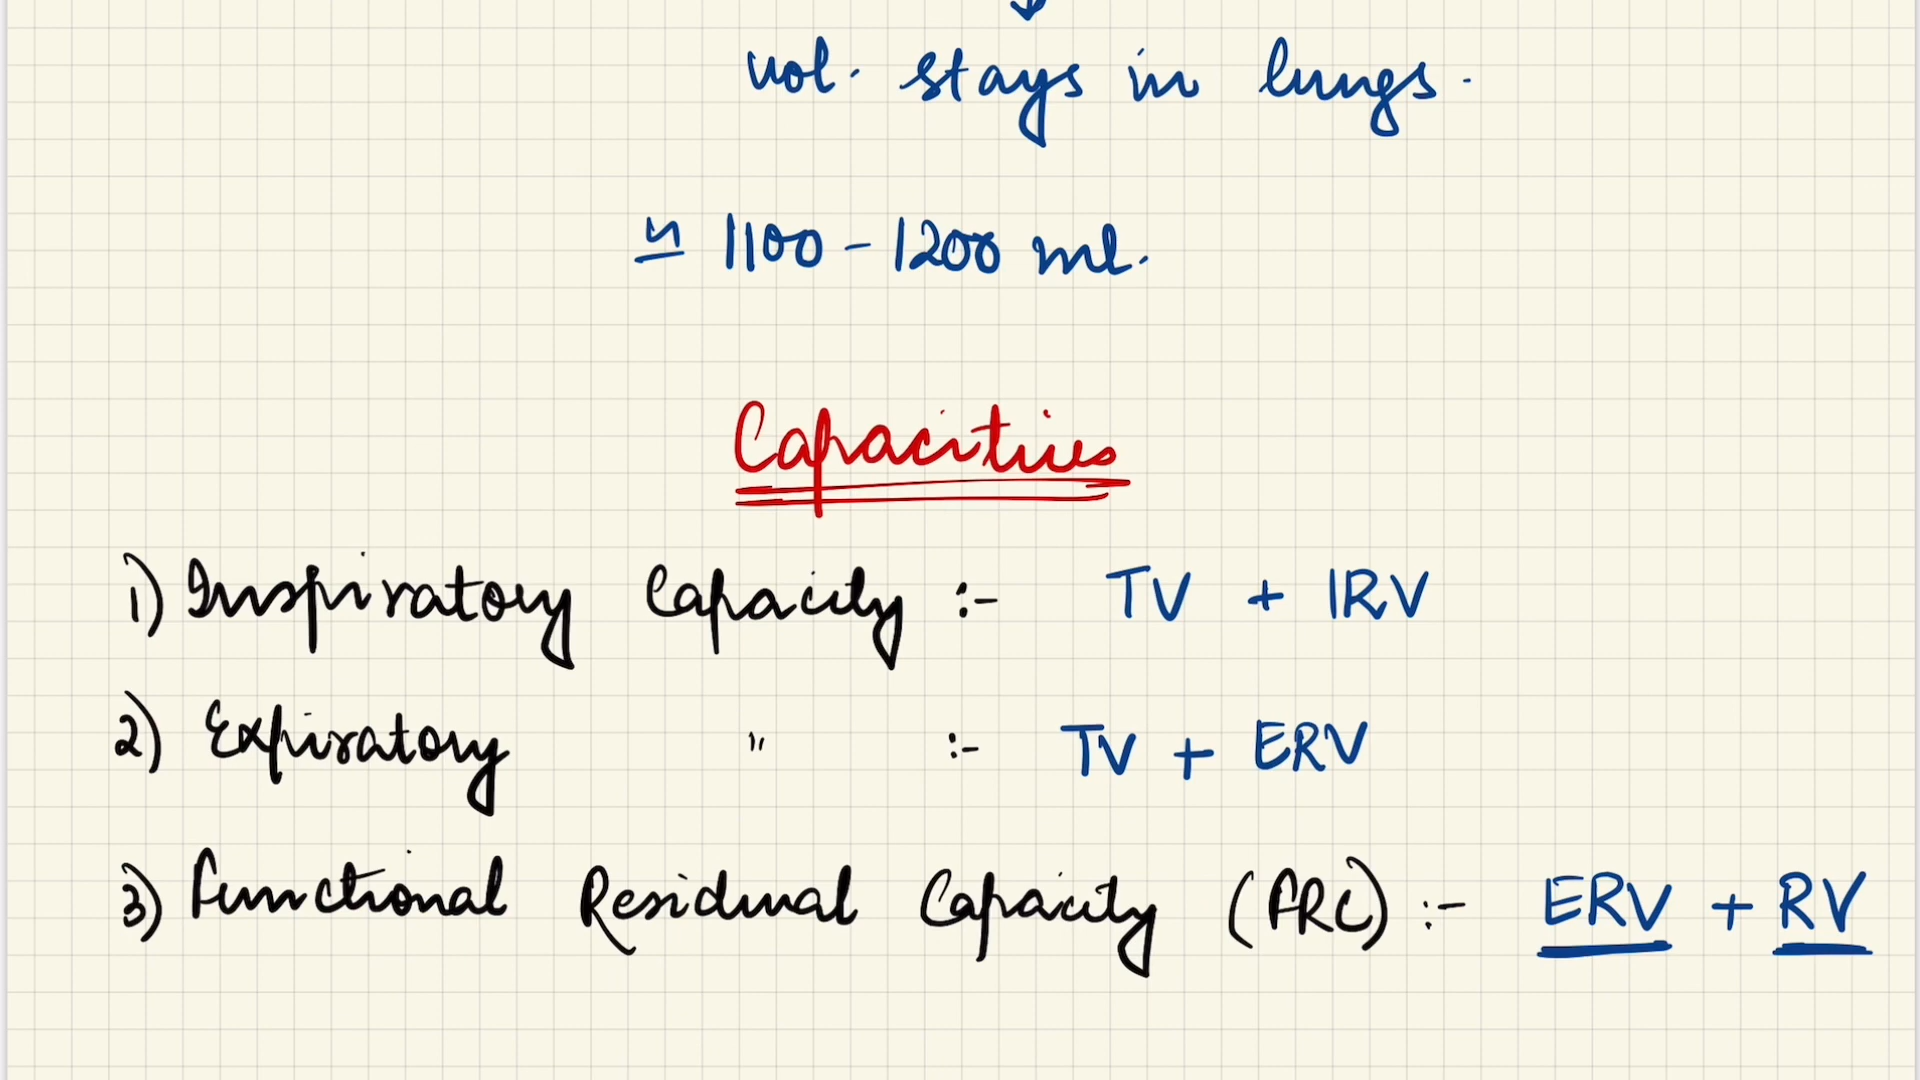 vol. stays in lungs.
≃ 1100 - 1200 ml.
Capacities
1) Inspiratory Capacity :- TV + IRV
2) Expiratory " :- TV + ERV
3) Functional Residual Capacity (FRC) :- ERV + RV